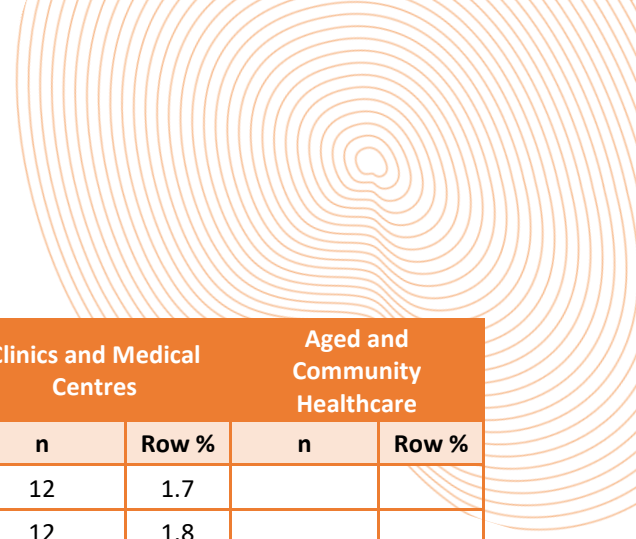 Clinics and Medical Centres
Aged and Community Healthcare
n Row % n Row %
12 1.7
12 1.8